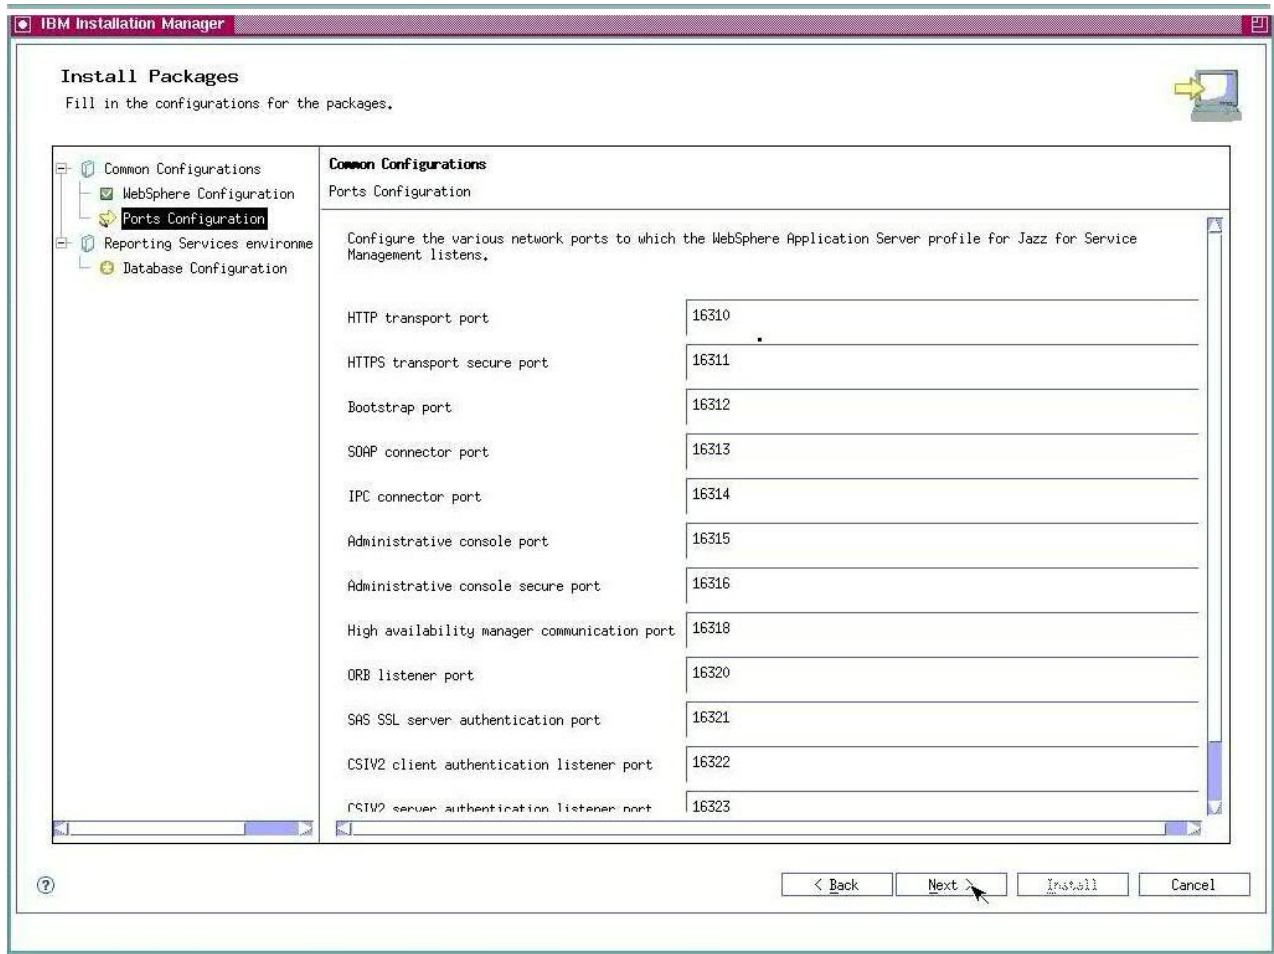 IBM Installation Manager
Install Packages
Fill in the configurations for the packages.
Common Configurations
WebSphere Configuration
Ports Configuration
Reporting Services environme
Database Configuration
Common Configurations
Ports Configuration
Configure the various network ports to which the WebSphere Application Server profile for Jazz for Service
Management listens.
HTTP transport port 16310
HTTPS transport secure port 16311
Bootstrap port 16312
SOAP connector port 16313
IPC connector port 16314
Administrative console port 16315
Administrative console secure port 16316
High availability manager communication port 16318
ORB listener port 16320
SAS SSL server authentication port 16321
CSIV2 client authentication listener port 16322
CSIV2 server authentication listener port 16323
? < Back Next > Install Cancel